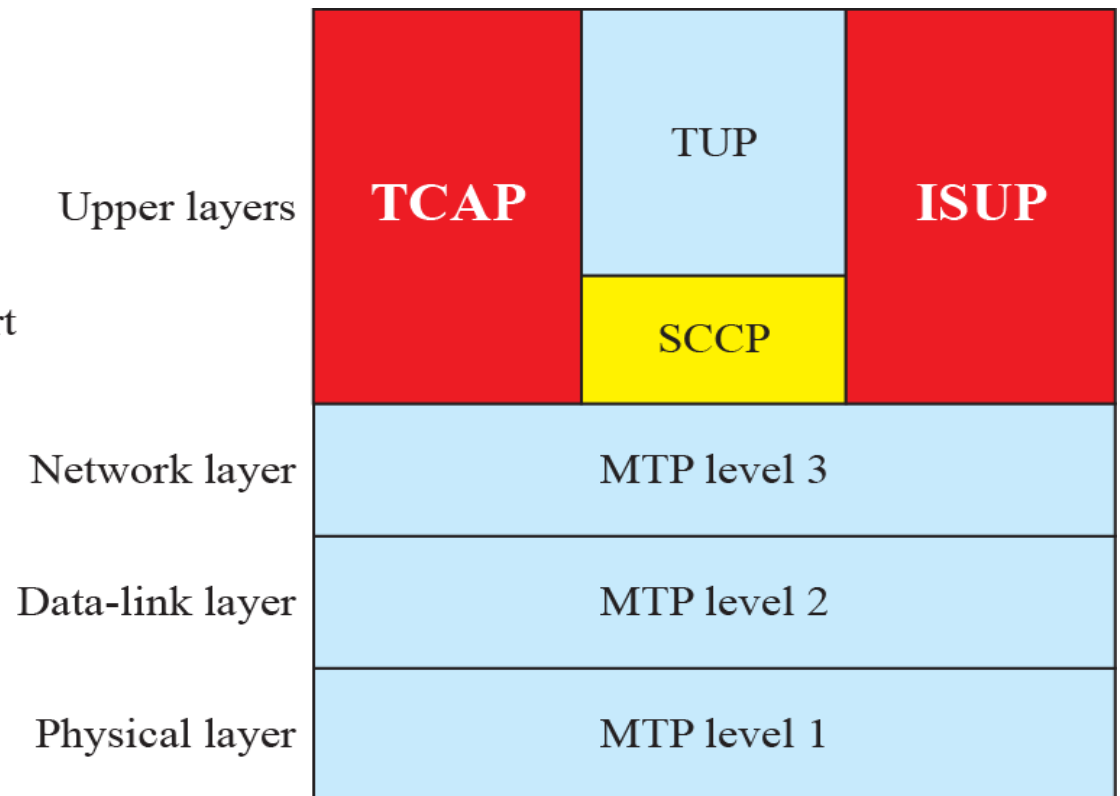 TUP
Upper layers TCAP ISUP
rt
SCCP
Network layer MTP level 3
Data-link layer MTP level 2
Physical layer MTP level 1